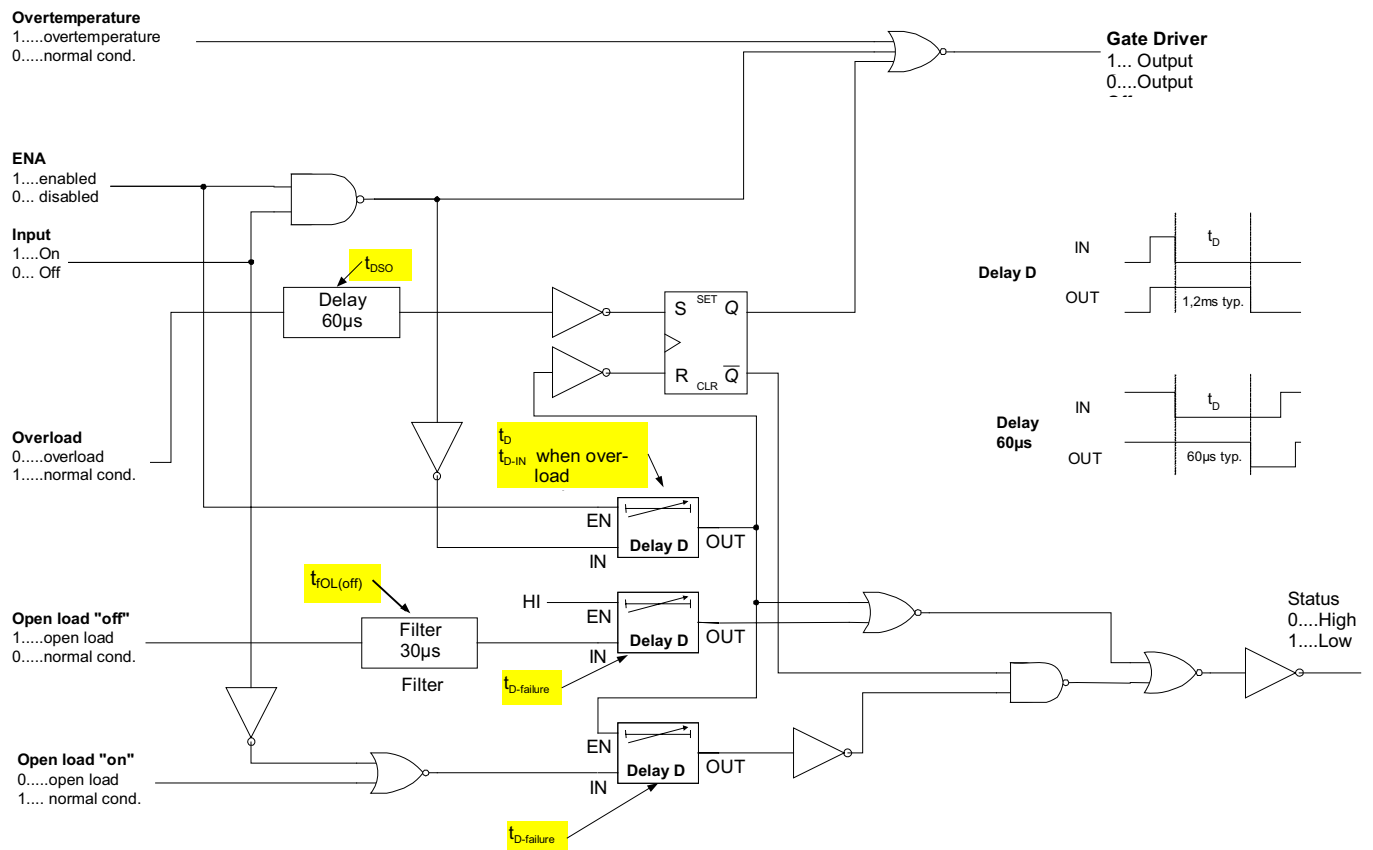 Overtemperature
1.....overtemperature
0.....normal cond.
Gate Driver
1... Output
0....Output
ENA
1....enabled
0... disabled
Input
1....On
0... Off
tDSO
Delay
60µs
S SET Q
R CLR Q̅
Delay D
IN
tD
OUT
1,2ms typ.
Delay
60µs
IN
tD
OUT
60µs typ.
Overload
0.....overload
1.....normal cond.
tD
tD-IN when over-
load
EN
IN
Delay D
OUT
tfOL(off)
Open load "off"
1.....open load
0.....normal cond.
Filter
30µs
Filter
HI
EN
IN
Delay D
OUT
tD-failure
Status
0....High
1....Low
Open load "on"
0.....open load
1.... normal cond.
EN
IN
Delay D
OUT
tD-failure